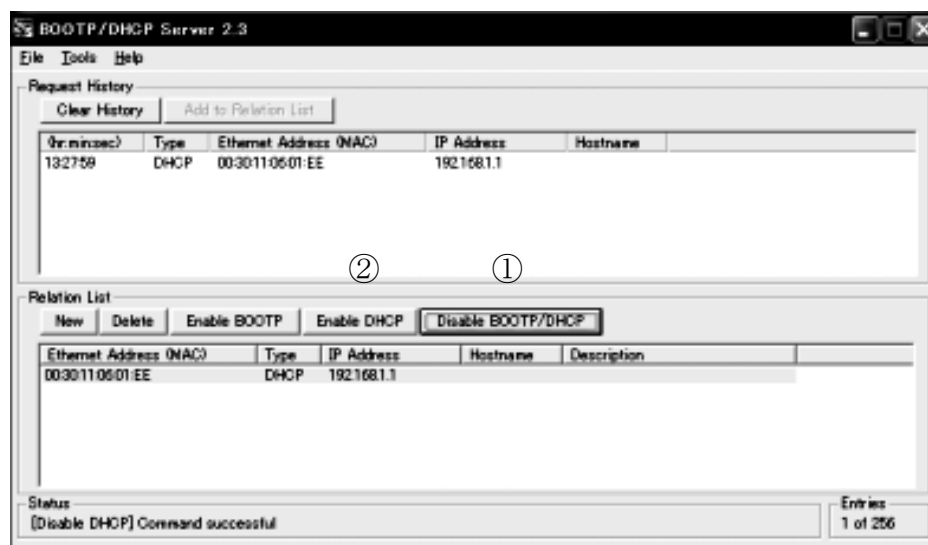 BOOTP/DHCP Server 2.3
File Tools Help
Request History
Clear History Add to Relation List
(hr:min:sec) Type Ethernet Address (MAC) IP Address Hostname
13:27:59 DHCP 00:30:11:06:01:EE 192.168.1.1
② ①
Relation List
New Delete Enable BOOTP Enable DHCP Disable BOOTP/DHCP
Ethernet Address (MAC) Type IP Address Hostname Description
00:30:11:06:01:EE DHCP 192.168.1.1
Status
[Disable DHCP] Command successful
Entries
1 of 256